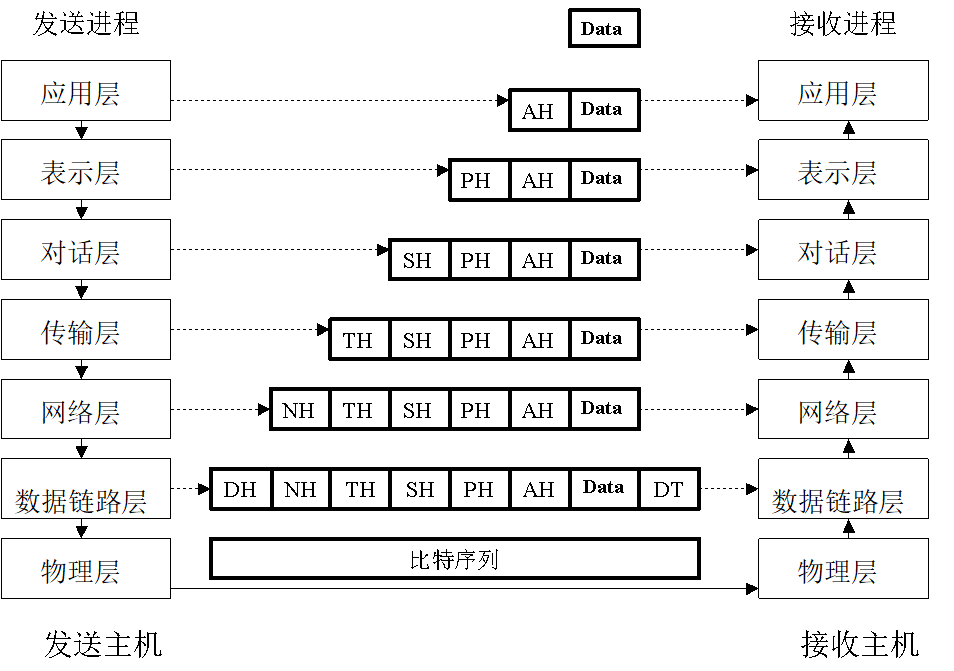 发送进程 Data 接收进程
应用层 AH Data 应用层
表示层 PH AH Data 表示层
对话层 SH PH AH Data 对话层
传输层 TH SH PH AH Data 传输层
网络层 NH TH SH PH AH Data 网络层
数据链路层 DH NH TH SH PH AH Data DT 数据链路层
物理层 比特序列 物理层
发送主机 接收主机